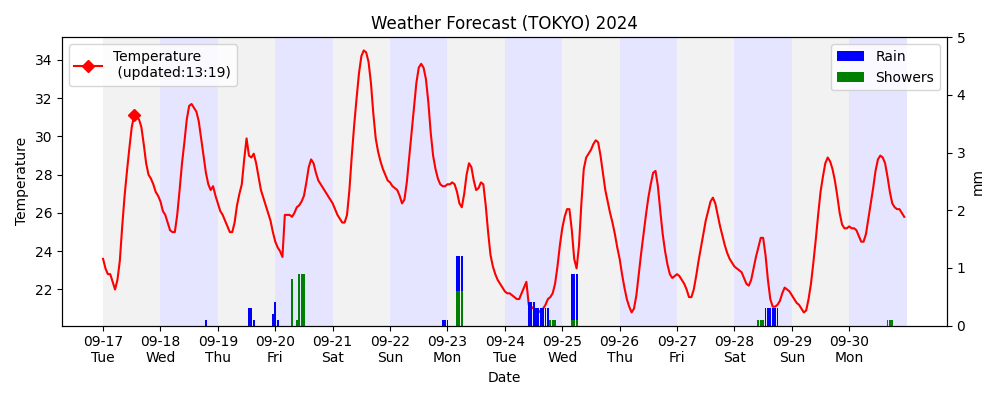 Weather Forecast (TOKYO) 2024
Temperature
(updated:13:19)
Rain
Showers
34
32
30
28
26
24
22
Temperature
5
4
3
2
1
0
mm
09-17 09-18 09-19 09-20 09-21 09-22 09-23 09-24 09-25 09-26 09-27 09-28 09-29 09-30
Tue Wed Thu Fri Sat Sun Mon Tue Wed Thu Fri Sat Sun Mon
Date